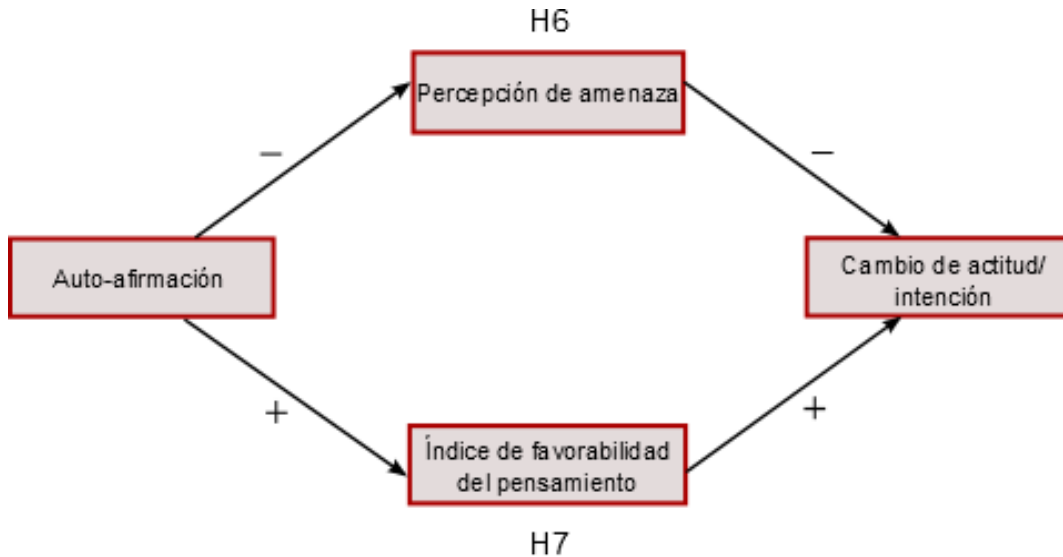 H6
Percepción de amenaza
−
−
Auto-afirmación
Cambio de actitud/
intención
+
+
Índice de favorabilidad
del pensamiento
H7